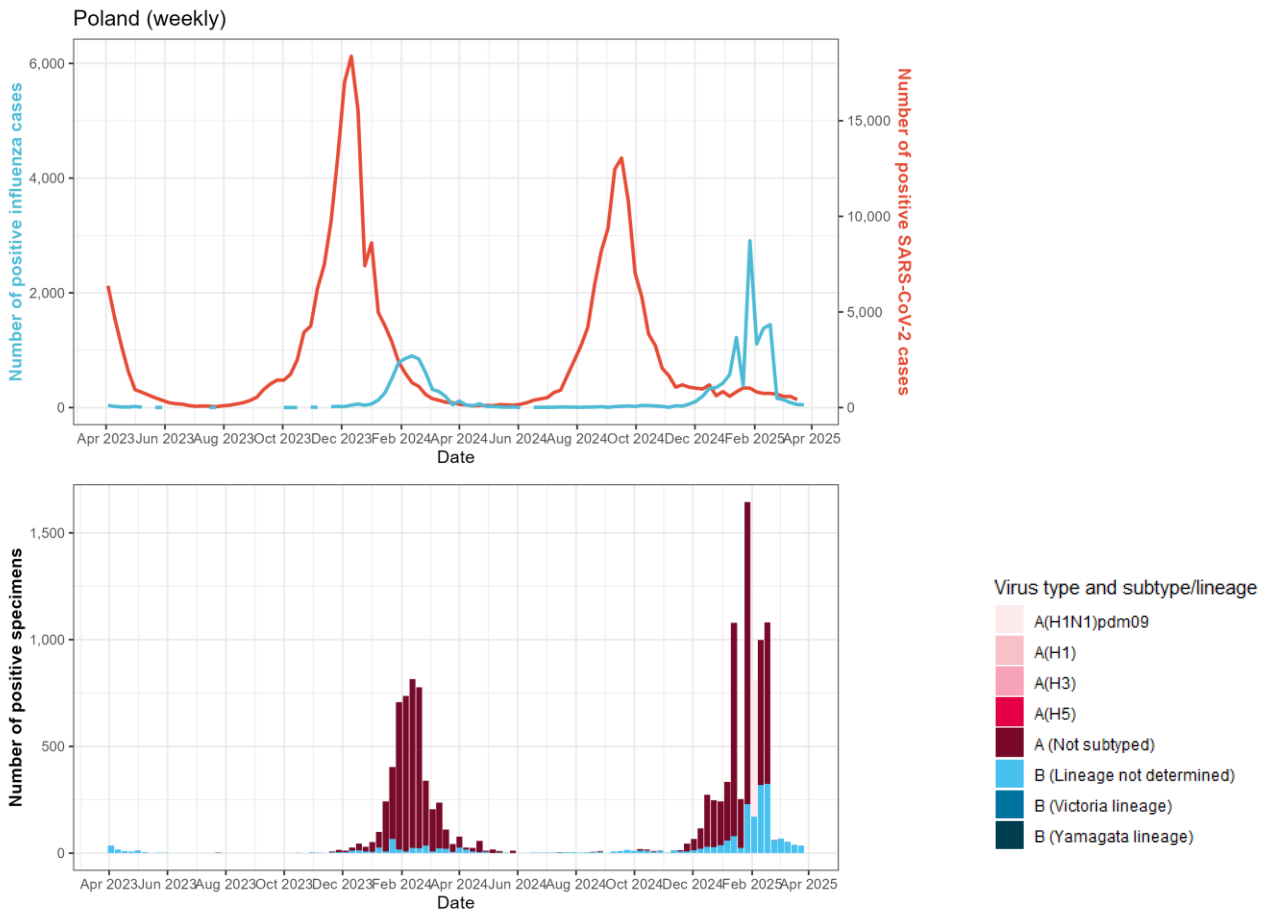 Poland (weekly)
Number of positive influenza cases
6,000
4,000
2,000
0
Number of positive SARS-CoV-2 cases
15,000
10,000
5,000
0
Apr 2023 Jun 2023 Aug 2023 Oct 2023 Dec 2023 Feb 2024 Apr 2024 Jun 2024 Aug 2024 Oct 2024 Dec 2024 Feb 2025 Apr 2025
Date
Number of positive specimens
1,500
1,000
500
0
Apr 2023 Jun 2023 Aug 2023 Oct 2023 Dec 2023 Feb 2024 Apr 2024 Jun 2024 Aug 2024 Oct 2024 Dec 2024 Feb 2025 Apr 2025
Date
Virus type and subtype/lineage
A(H1N1)pdm09
A(H1)
A(H3)
A(H5)
A (Not subtyped)
B (Lineage not determined)
B (Victoria lineage)
B (Yamagata lineage)